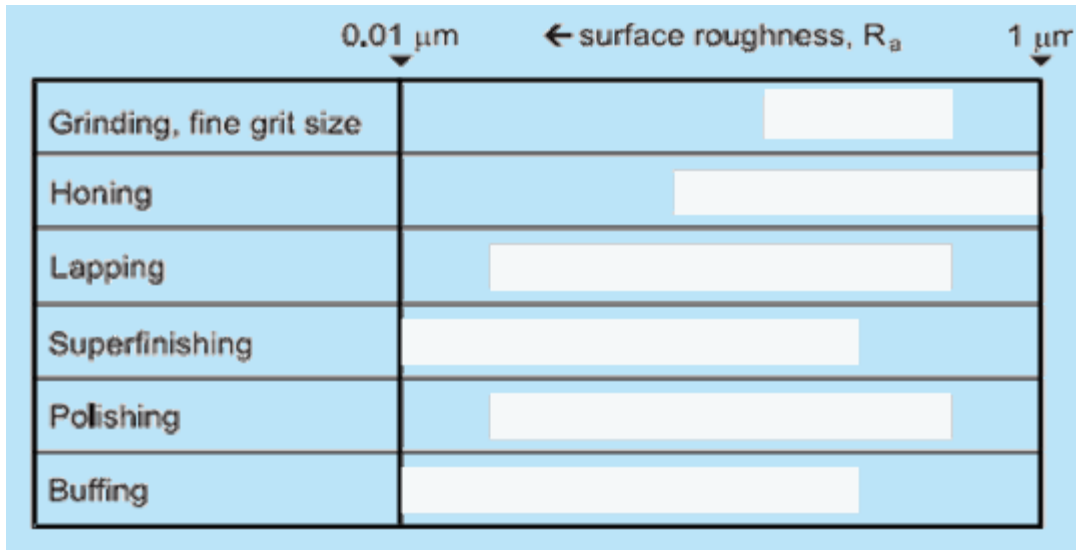 0.01 μm ← surface roughness, Rₐ 1 μm
Grinding, fine grit size
Honing
Lapping
Superfinishing
Polishing
Buffing